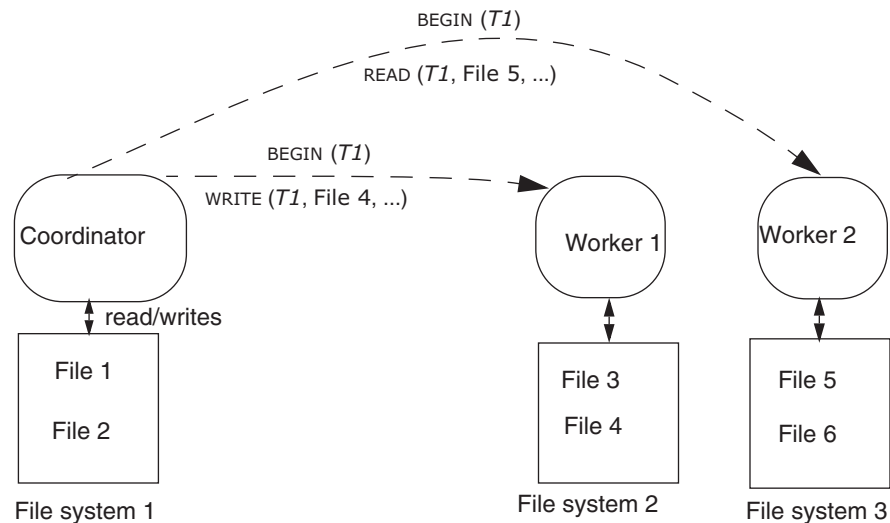 BEGIN (T1)
READ (T1, File 5, ...)
BEGIN (T1)
WRITE (T1, File 4, ...)
Coordinator
Worker 1
Worker 2
read/writes
File 1
File 2
File 3
File 4
File 5
File 6
File system 1
File system 2
File system 3